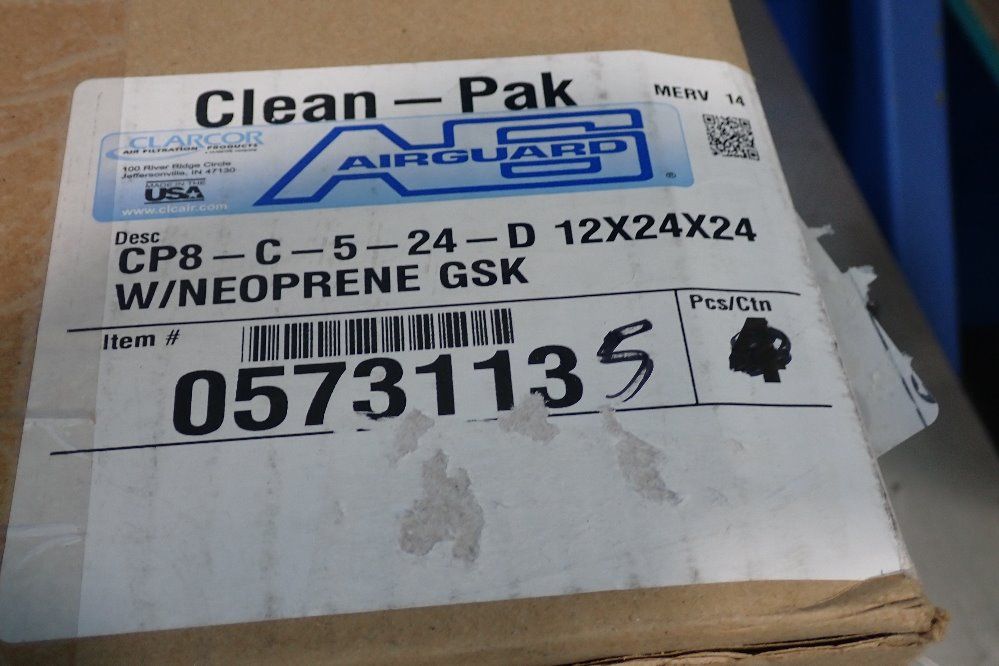 Clean – Pak
MERV 14
CLARCOR
AIR FILTRATION PRODUCTS
100 River Ridge Circle
Jeffersonville, IN 47130
MADE IN THE
USA
www.clcair.com
AG
AIRGUARD
®
Desc
CP8 – C – 5 – 24 – D 12X24X24
W/NEOPRENE GSK
Item #
0573113 5
Pcs/Ctn